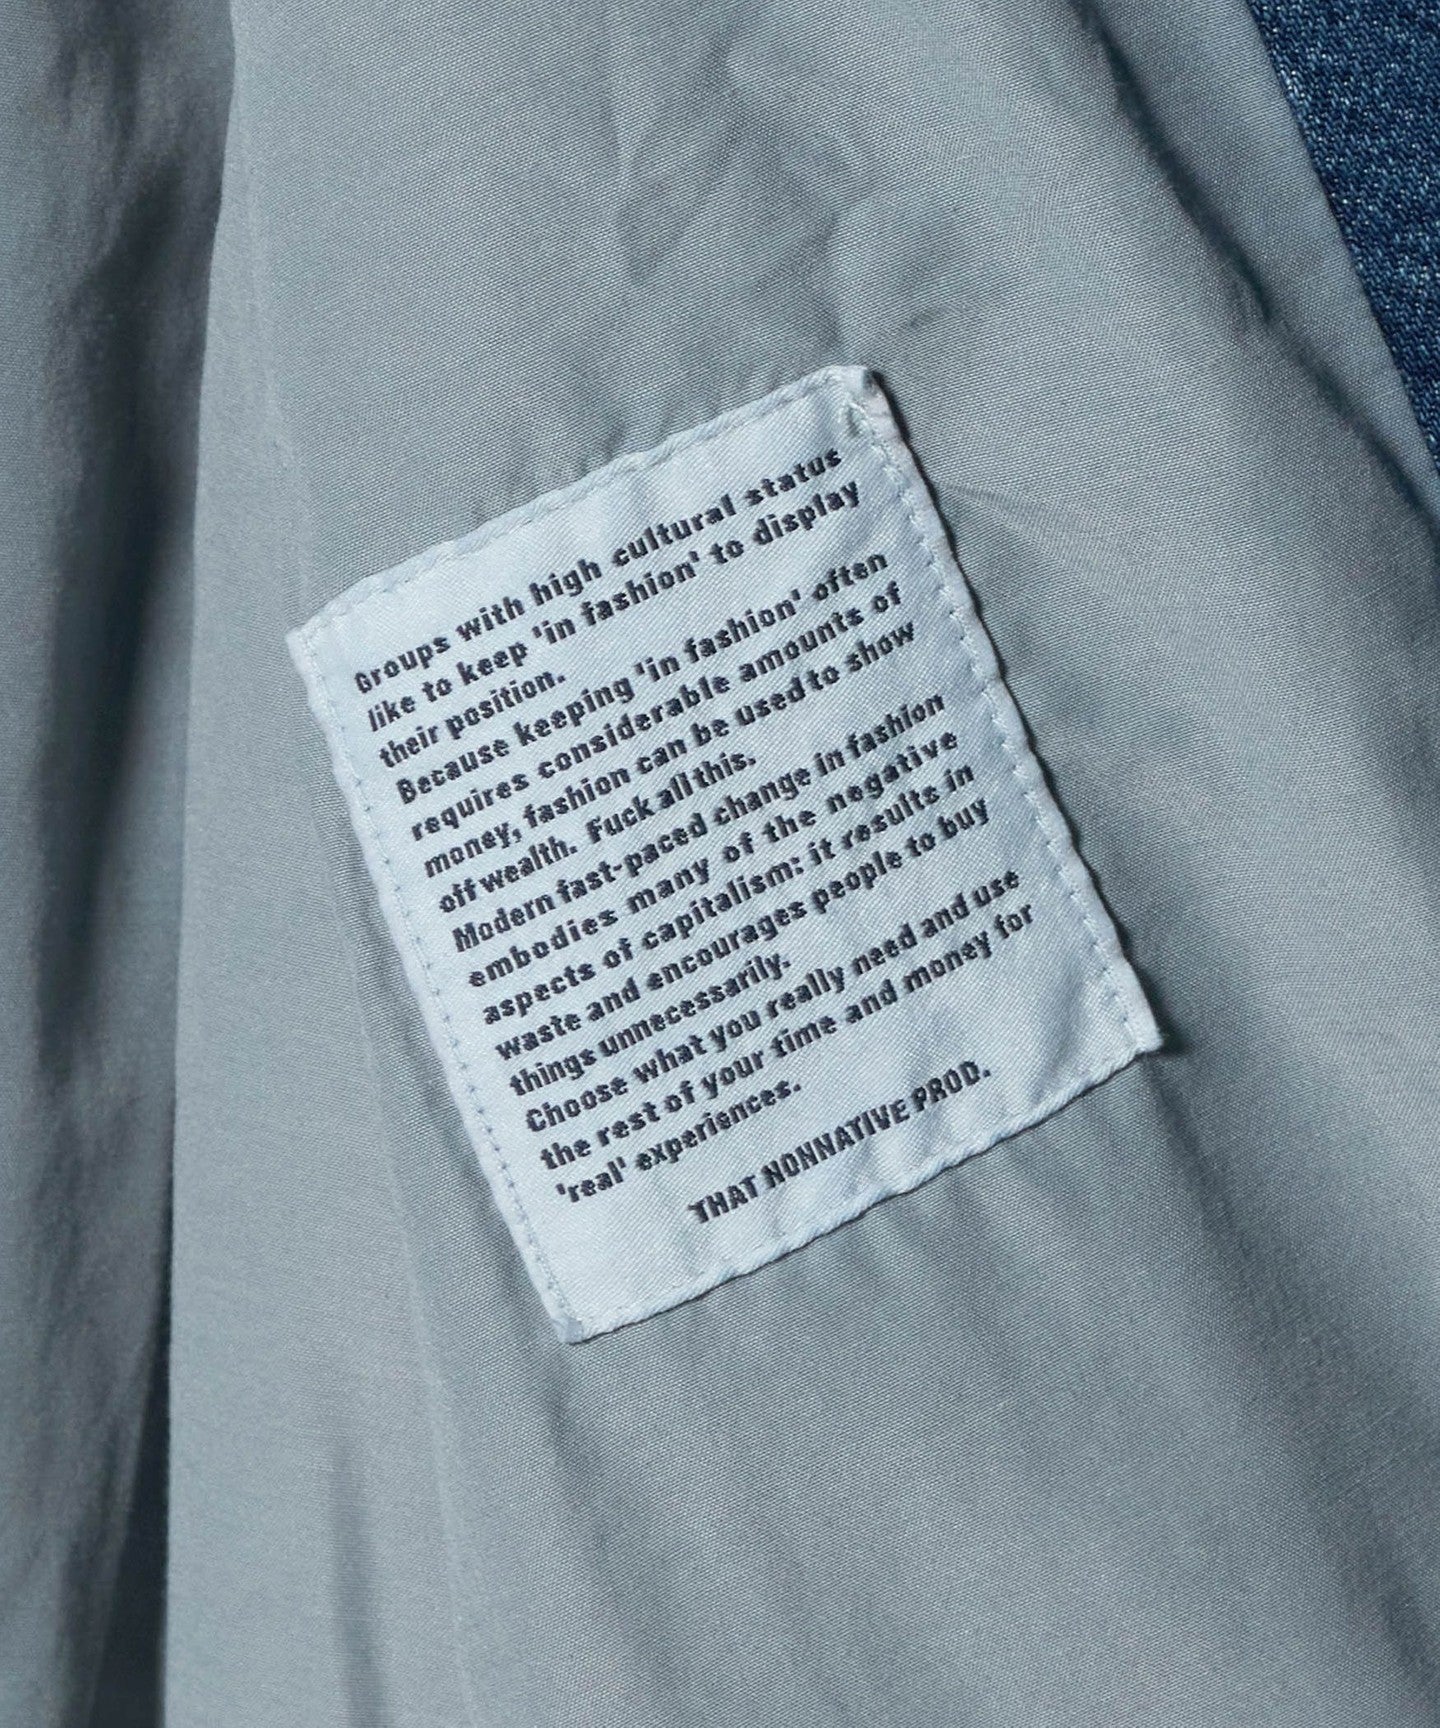 Groups with high cultural status
like to keep 'in fashion' to display
their position.
Because keeping 'in fashion' often
requires considerable amounts of
money, fashion can be used to show
off wealth. Fuck all this.
Modern fast-paced change in fashion
embodies many of the negative
aspects of capitalism: it results in
waste and encourages people to buy
things unnecessarily.
Choose what you really need and use
the rest of your time and money for
'real' experiences.
THAT NONNATIVE PROD.